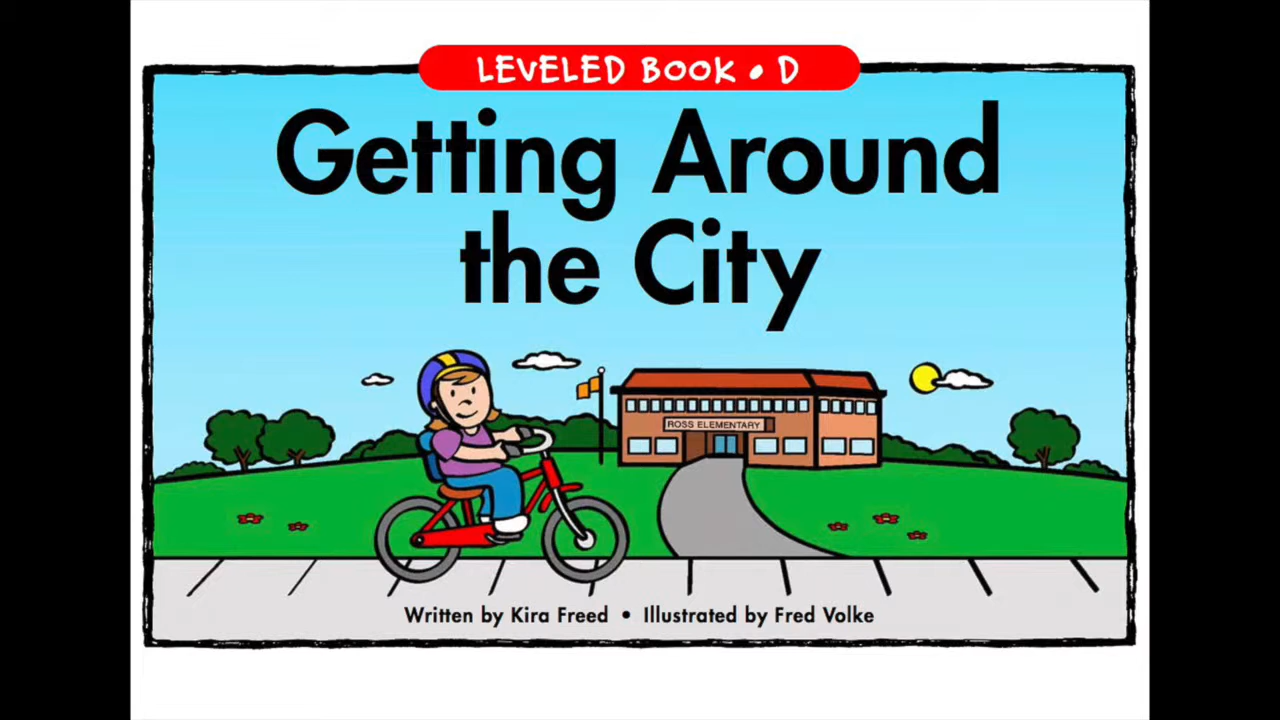 LEVELED BOOK • D
Getting Around
the City
ROSS ELEMENTARY
Written by Kira Freed • Illustrated by Fred Volke